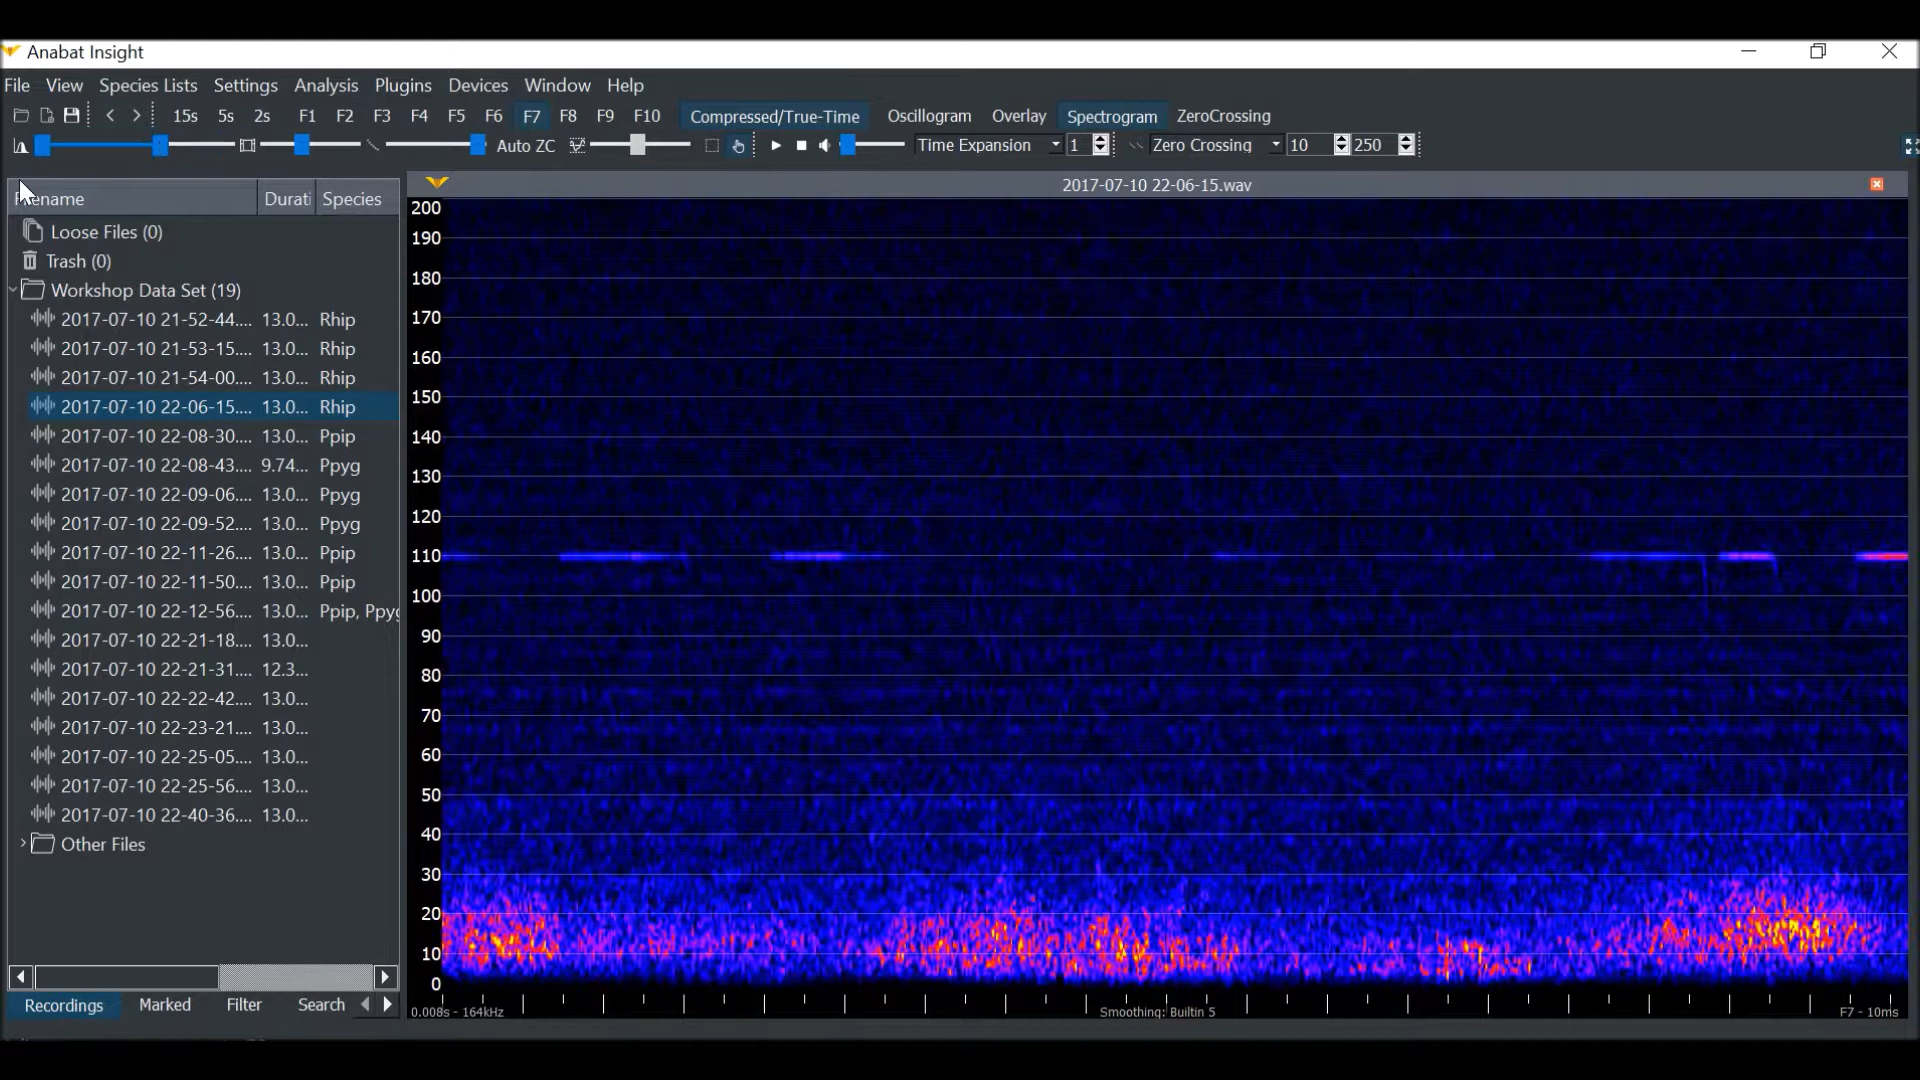 Anabat Insight
File View Species Lists Settings Analysis Plugins Devices Window Help
15s 5s 2s F1 F2 F3 F4 F5 F6 F7 F8 F9 F10 Compressed/True-Time Oscillogram Overlay Spectrogram ZeroCrossing
Auto ZC Time Expansion 1 Zero Crossing 10 250
ename Durati Species
2017-07-10 22-06-15.wav
Loose Files (0)
Trash (0)
Workshop Data Set (19)
2017-07-10 21-52-44.... 13.0... Rhip
2017-07-10 21-53-15.... 13.0... Rhip
2017-07-10 21-54-00.... 13.0... Rhip
2017-07-10 22-06-15.... 13.0... Rhip
2017-07-10 22-08-30.... 13.0... Ppip
2017-07-10 22-08-43.... 9.74... Ppyg
2017-07-10 22-09-06.... 13.0... Ppyg
2017-07-10 22-09-52.... 13.0... Ppyg
2017-07-10 22-11-26.... 13.0... Ppip
2017-07-10 22-11-50.... 13.0... Ppip
2017-07-10 22-12-56.... 13.0... Ppip, Ppyg
2017-07-10 22-21-18.... 13.0...
2017-07-10 22-21-31.... 12.3...
2017-07-10 22-22-42.... 13.0...
2017-07-10 22-23-21.... 13.0...
2017-07-10 22-25-05.... 13.0...
2017-07-10 22-25-56.... 13.0...
2017-07-10 22-40-36.... 13.0...
Other Files
Recordings Marked Filter Search
200
190
180
170
160
150
140
130
120
110
100
90
80
70
60
50
40
30
20
10
0
0.008s - 164kHz Smoothing: Builtin 5 F7 - 10ms